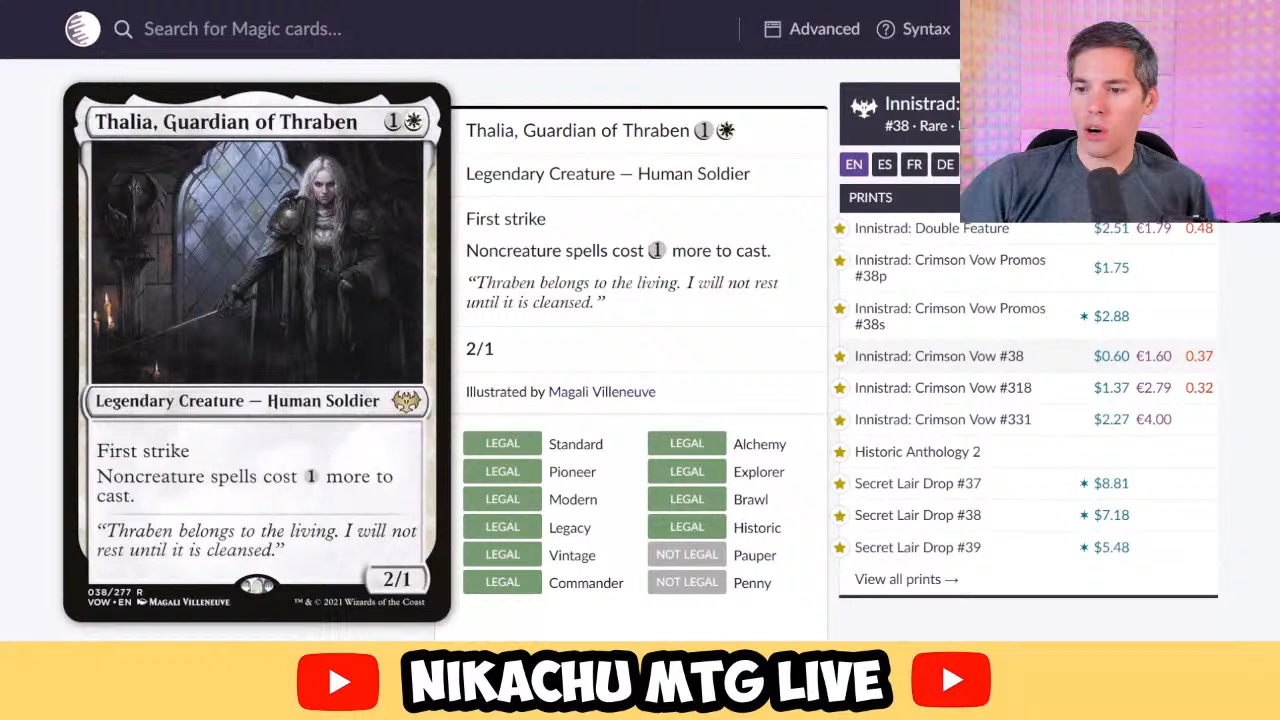 Search for Magic cards...
Advanced
Syntax
Thalia, Guardian of Thraben 1
Legendary Creature — Human Soldier
First strike
Noncreature spells cost 1 more to
cast.
"Thraben belongs to the living. I will not
rest until it is cleansed."
2/1
038/277 R
VOW • EN MAGALI VILLENEUVE
™ & © 2021 Wizards of the Coast
Thalia, Guardian of Thraben 1
Legendary Creature — Human Soldier
First strike
Noncreature spells cost 1 more to cast.
"Thraben belongs to the living. I will not rest
until it is cleansed."
2/1
Illustrated by Magali Villeneuve
LEGAL Standard LEGAL Alchemy
LEGAL Pioneer LEGAL Explorer
LEGAL Modern LEGAL Brawl
LEGAL Legacy LEGAL Historic
LEGAL Vintage NOT LEGAL Pauper
LEGAL Commander NOT LEGAL Penny
Innistrad:
#38 · Rare ·
EN ES FR DE
PRINTS
Innistrad: Double Feature $2.51 €1.79 0.48
Innistrad: Crimson Vow Promos
#38p $1.75
Innistrad: Crimson Vow Promos
#38s $2.88
Innistrad: Crimson Vow #38 $0.60 €1.60 0.37
Innistrad: Crimson Vow #318 $1.37 €2.79 0.32
Innistrad: Crimson Vow #331 $2.27 €4.00
Historic Anthology 2
Secret Lair Drop #37 $8.81
Secret Lair Drop #38 $7.18
Secret Lair Drop #39 $5.48
View all prints →
NIKACHU MTG LIVE